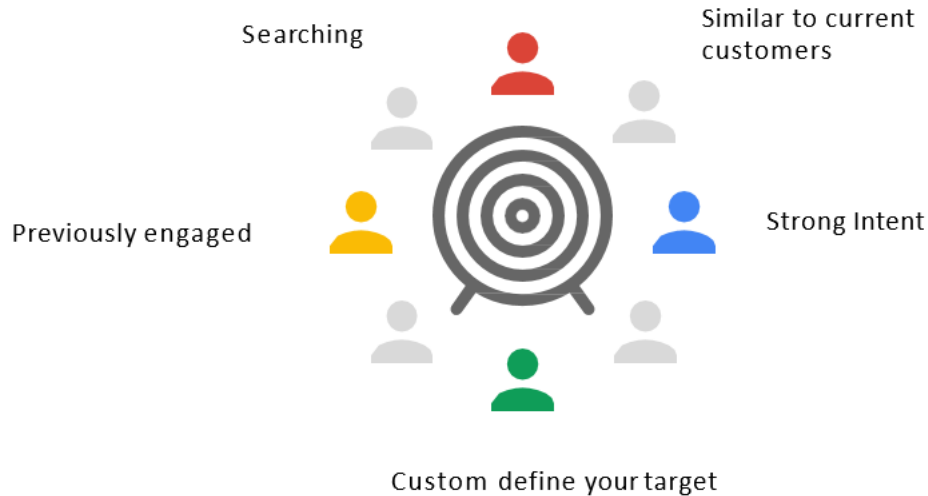 Searching
Similar to current
customers
Previously engaged
Strong Intent
Custom define your target